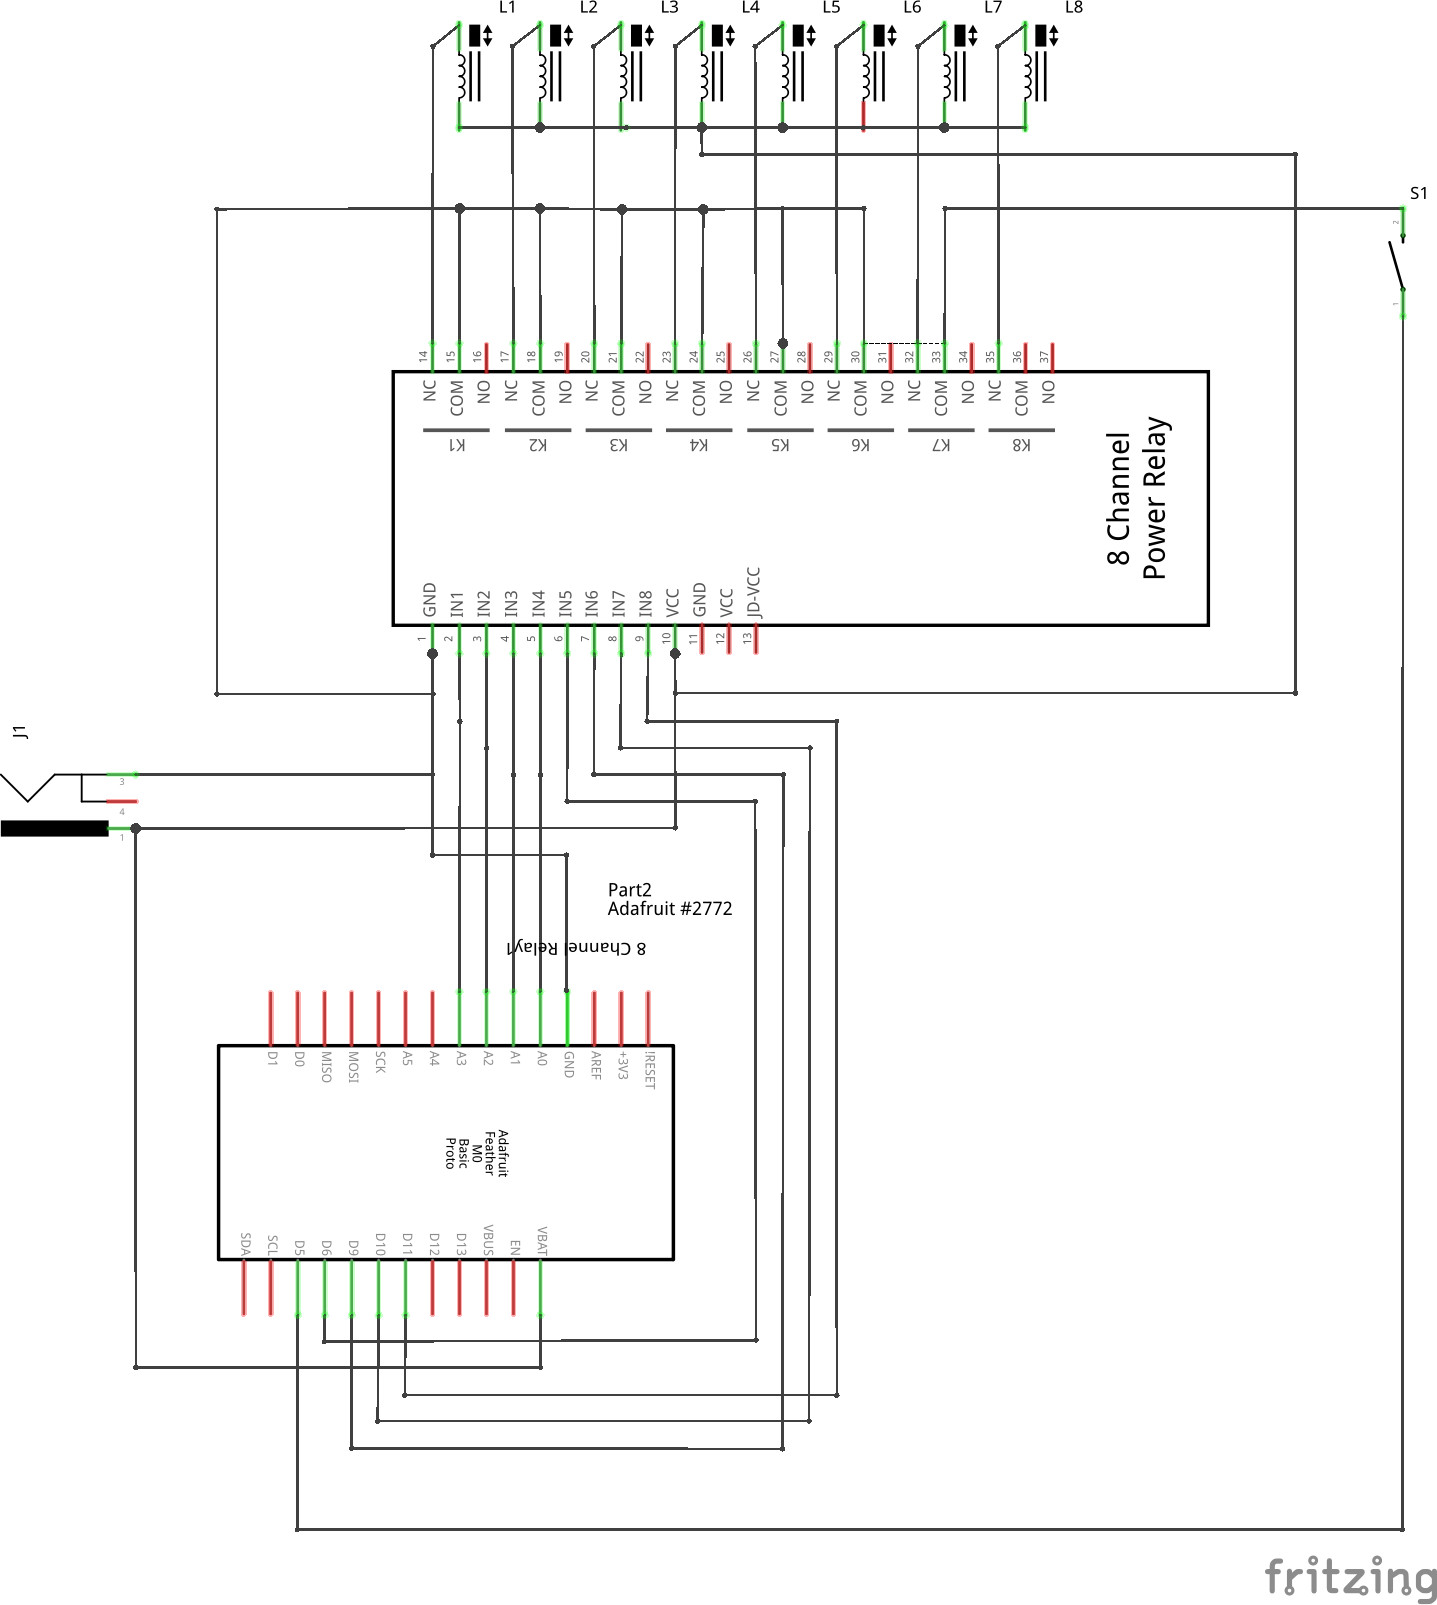 L1 L2 L3 L4 L5 L6 L7 L8
S1
2
1
14 15 16 17 18 19 20 21 22 23 24 25 26 27 28 29 30 31 32 33 34 35 36 37
NC COM NO NC COM NO NC COM NO NC COM NO NC COM NO NC COM NO NC COM NO NC COM NO
K1 K2 K3 K4 K5 K6 K7 K8
8 Channel
Power Relay
GND IN1 IN2 IN3 IN4 IN5 IN6 IN7 IN8 VCC GND VCC JD-VCC
1 2 3 4 5 6 7 8 9 10 11 12 13
J1
3
4
1
Part2
Adafruit #2772
8 Channel Relay1
D1 D0 MISO MOSI SCK A5 A4 A3 A2 A1 A0 GND AREF +3V3 !RESET
Adafruit
Feather
M0
Basic
Proto
SDA SCL D5 D6 D9 D10 D11 D12 D13 VBUS EN VBAT
fritzing